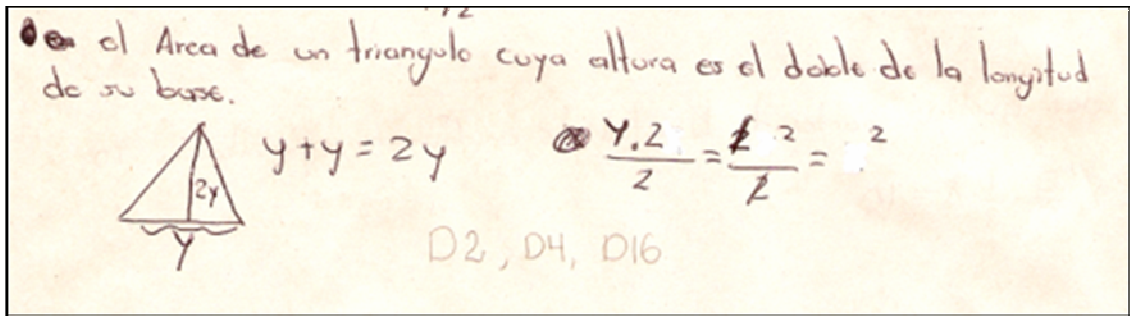 el Area de un triangulo cuya altura es el doble de la longitud
de su base.
y + y = 2y
y.2/2 = 2 2/2 = 2
2y
y
D2, D4, D16